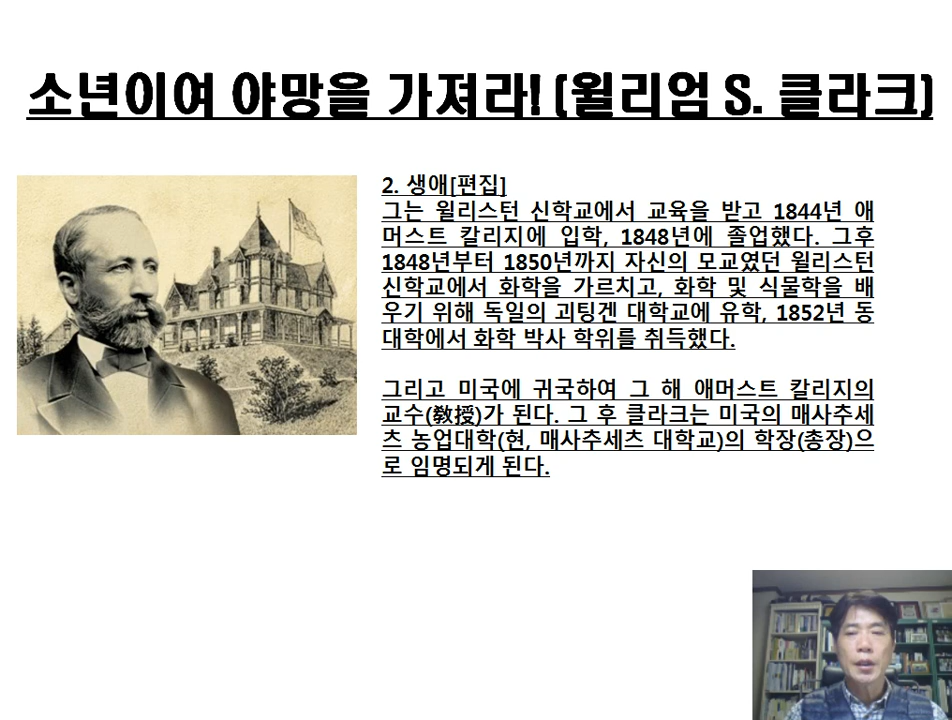 소년이여 야망을 가져라! (윌리엄 S. 클라크)
2. 생애[편집]
그는 윌리스턴 신학교에서 교육을 받고 1844년 애
머스트 칼리지에 입학, 1848년에 졸업했다. 그후
1848년부터 1850년까지 자신의 모교였던 윌리스턴
신학교에서 화학을 가르치고, 화학 및 식물학을 배
우기 위해 독일의 괴팅겐 대학교에 유학, 1852년 동
대학에서 화학 박사 학위를 취득했다.
그리고 미국에 귀국하여 그 해 애머스트 칼리지의
교수(敎授)가 된다. 그 후 클라크는 미국의 매사추세
츠 농업대학(현, 매사추세츠 대학교)의 학장(총장)으
로 임명되게 된다.